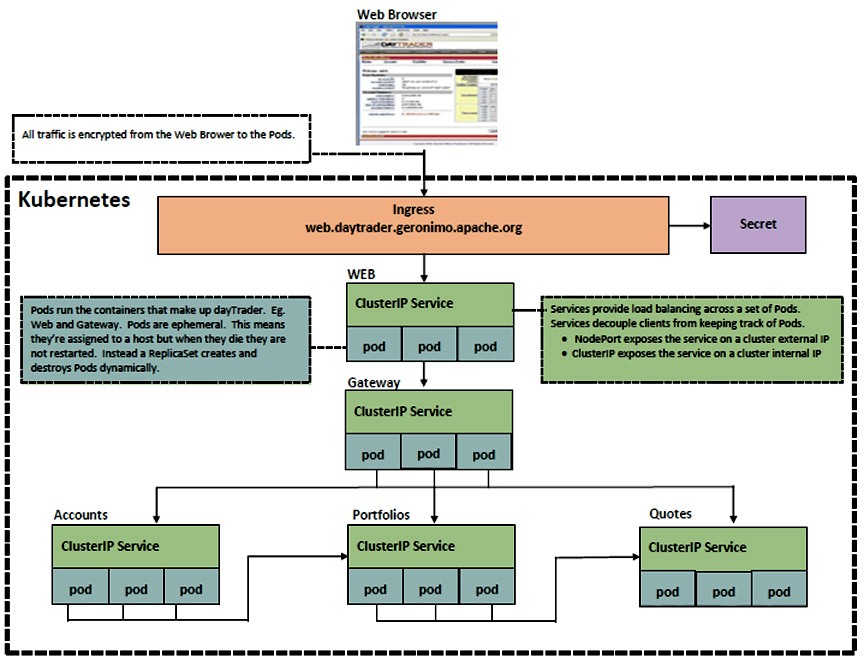 Web Browser
DAYTRADER
All traffic is encrypted from the Web Brower to the Pods.
Kubernetes
Ingress
web.daytrader.geronimo.apache.org
Secret
WEB
ClusterIP Service
pod pod pod
Pods run the containers that make up dayTrader. Eg.
Web and Gateway. Pods are ephemeral. This means
they're assigned to a host but when they die they are
not restarted. Instead a ReplicaSet creates and
destroys Pods dynamically.
Services provide load balancing across a set of Pods.
Services decouple clients from keeping track of Pods.
• NodePort exposes the service on a cluster external IP
• ClusterIP exposes the service on a cluster internal IP
Gateway
ClusterIP Service
pod pod pod
Accounts
ClusterIP Service
pod pod pod
Portfolios
ClusterIP Service
pod pod pod
Quotes
ClusterIP Service
pod pod pod